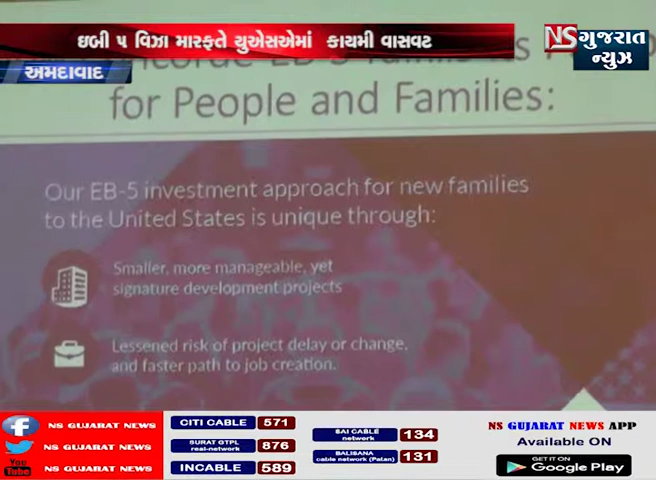 ઇબી ૫ વિઝા મારફતે યુએસએમાં કાયમી વાસવટ
NS ગુજરાત
ન્યુઝ
અમદાવાદ
for People and Families:
Our EB-5 investment approach for new families
to the United States is unique through:
Smaller, more manageable, yet
signature development projects
Lessened risk of project delay or change,
and faster path to job creation.
f NS GUJARAT NEWS
NS GUJARAT NEWS
You Tube NS GUJARAT NEWS
CITI CABLE 571
SURAT GTPL
real-network 876
INCABLE 589
SAI CABLE
network 134
BALISANA
cable network (Patan) 131
NS GUJARAT NEWS APP
Available ON
GET IT ON
Google Play